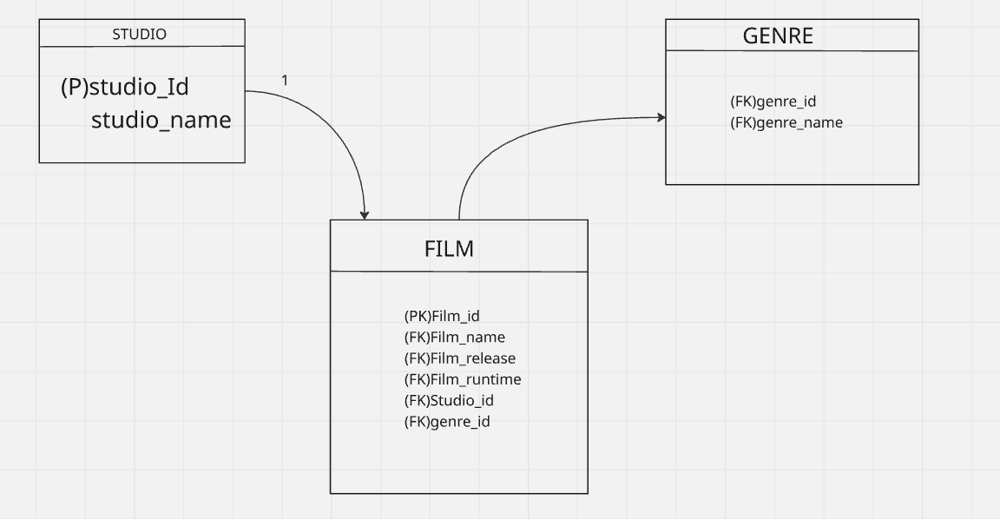 STUDIO
(P)studio_Id
studio_name
1
GENRE
(FK)genre_id
(FK)genre_name
FILM
(PK)Film_id
(FK)Film_name
(FK)Film_release
(FK)Film_runtime
(FK)Studio_id
(FK)genre_id